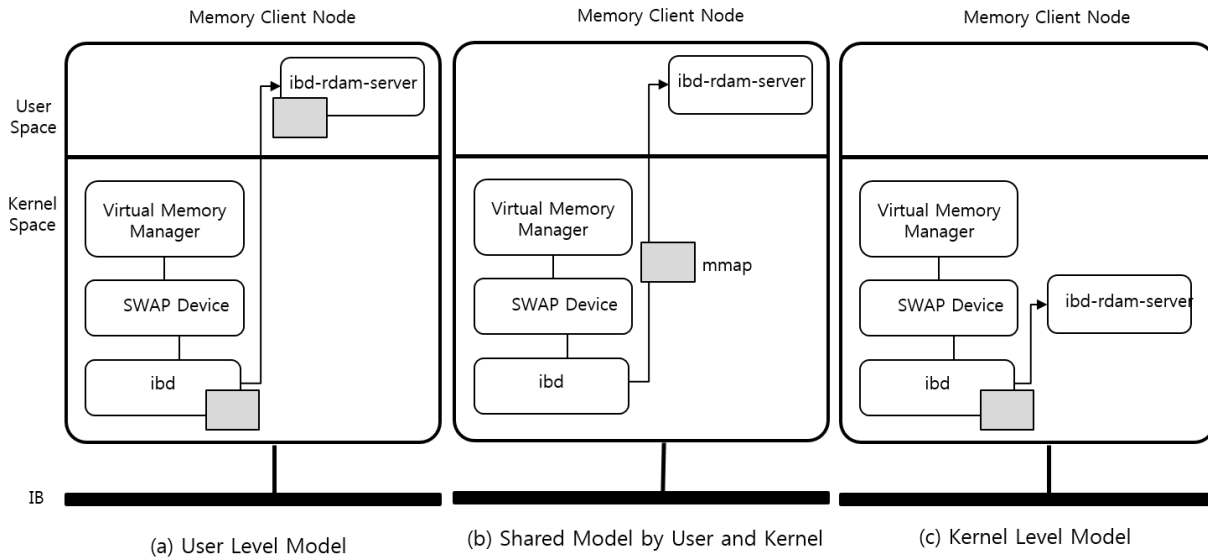 Memory Client Node
Memory Client Node
Memory Client Node
User
Space
Kernel
Space
ibd-rdam-server
Virtual Memory
Manager
SWAP Device
ibd
ibd-rdam-server
Virtual Memory
Manager
mmap
SWAP Device
ibd
Virtual Memory
Manager
SWAP Device
ibd-rdam-server
ibd
IB
(a) User Level Model
(b) Shared Model by User and Kernel
(c) Kernel Level Model